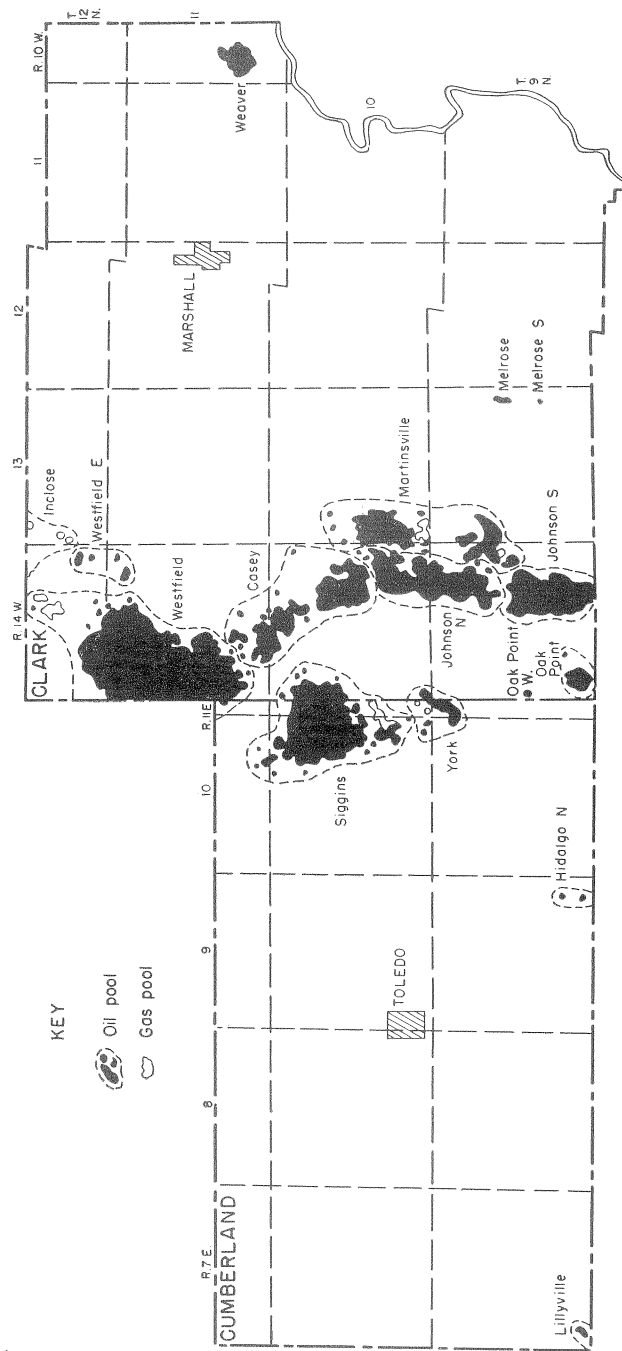 R. 10 W.
T.
12
N.
11
11
12
13
R. 14 W.
CLARK
Inclose
Westfield E
Westfield
Casey
MARSHALL
Weaver
10
T.
9
N.
Martinsville
Melrose
Melrose S
Johnson S
Johnson
N
Oak Point
W.
Oak
Point
R. 11 E.
10
9
8
R. 7 E.
CUMBERLAND
Siggins
York
Hidalgo N
TOLEDO
Lillyville
KEY
Oil pool
Gas pool